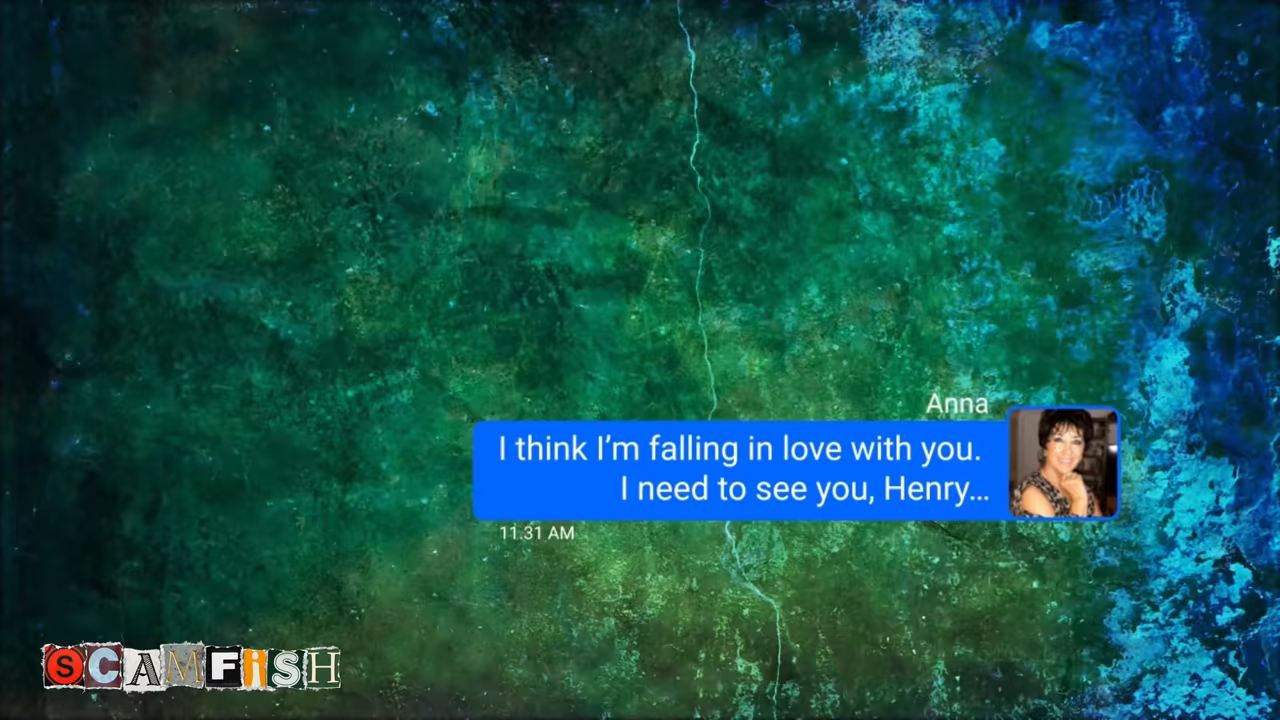 Anna
I think I'm falling in love with you.
I need to see you, Henry...
11.31 AM
SCAMFiSH